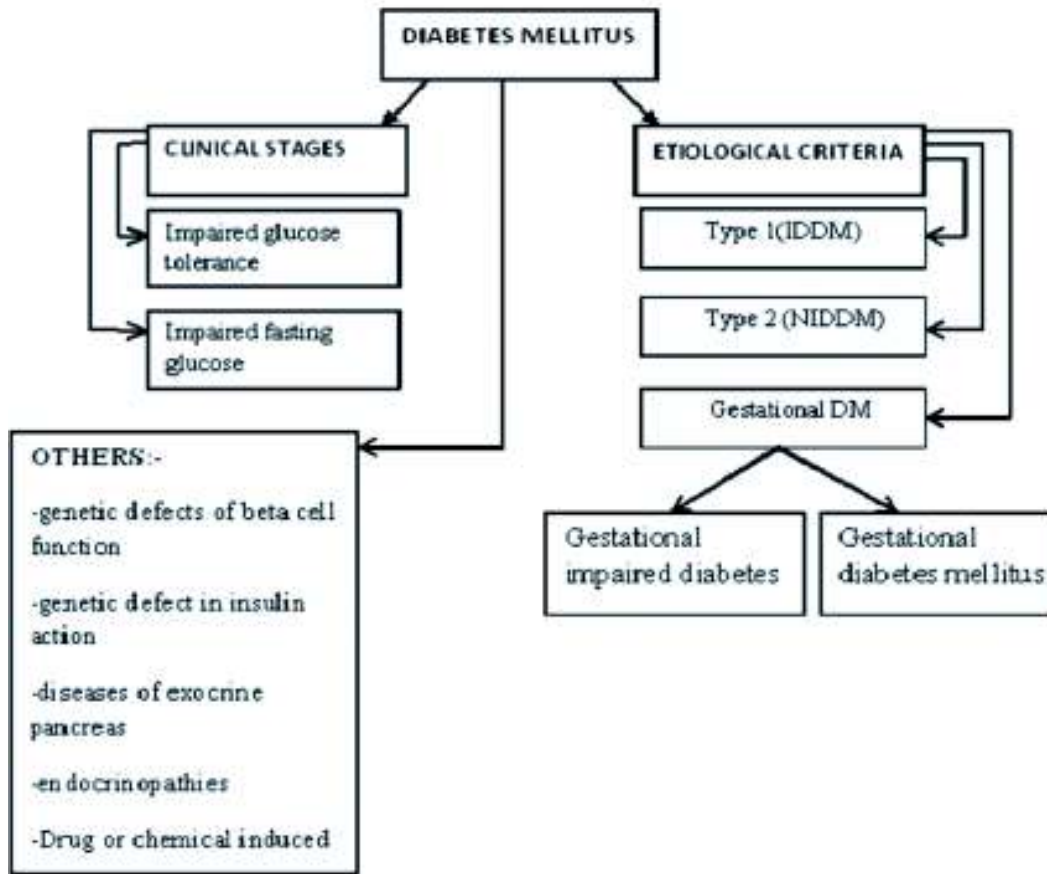 DIABETES MELLITUS
CLINICAL STAGES
Impaired glucose
tolerance
Impaired fasting
glucose
ETIOLOGICAL CRITERIA
Type 1(IDDM)
Type 2 (NIDDM)
Gestational DM
Gestational
impaired diabetes
Gestational
diabetes mellitus
OTHERS:-
-genetic defects of beta cell
function
-genetic defect in insulin
action
-diseases of exocrine
pancreas
-endocrinopathies
-Drug or chemical induced